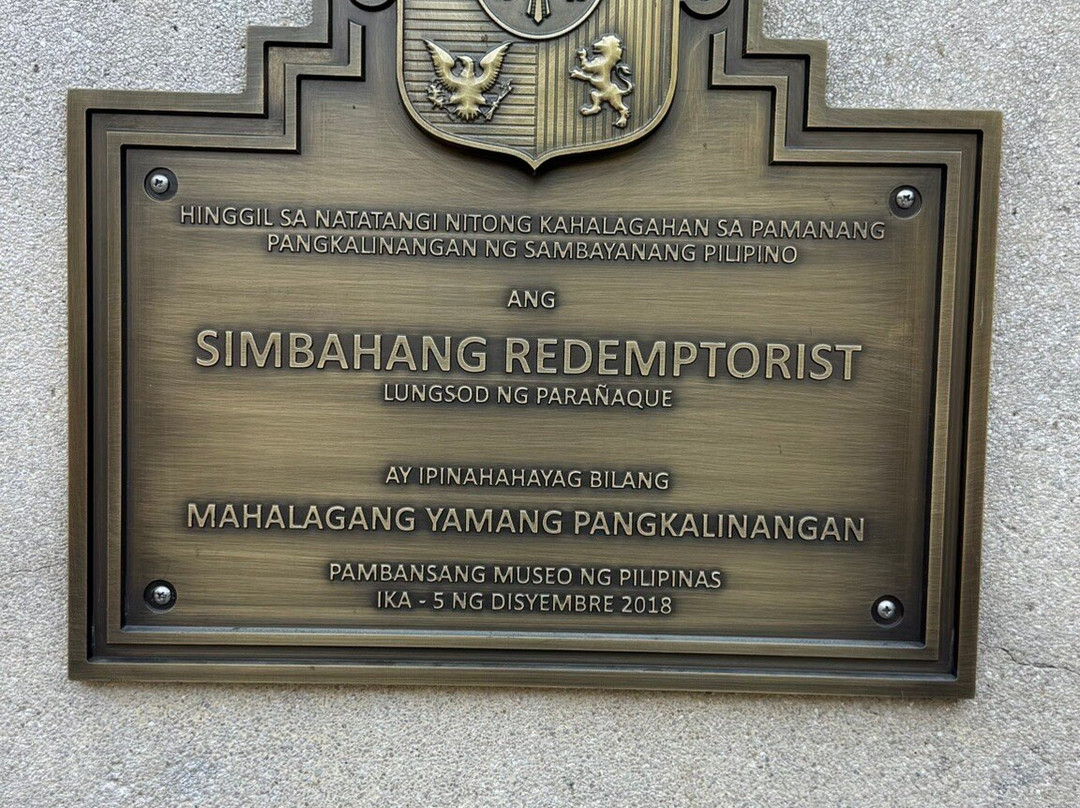 HINGGIL SA NATATANGI NITONG KAHALAGAHAN SA PAMANANG
PANGKALINANGAN NG SAMBAYANANG PILIPINO
ANG
SIMBAHANG REDEMPTORIST
LUNGSOD NG PARAÑAQUE
AY IPINAHAHAYAG BILANG
MAHALAGANG YAMANG PANGKALINANGAN
PAMBANSANG MUSEO NG PILIPINAS
IKA - 5 NG DISYEMBRE 2018